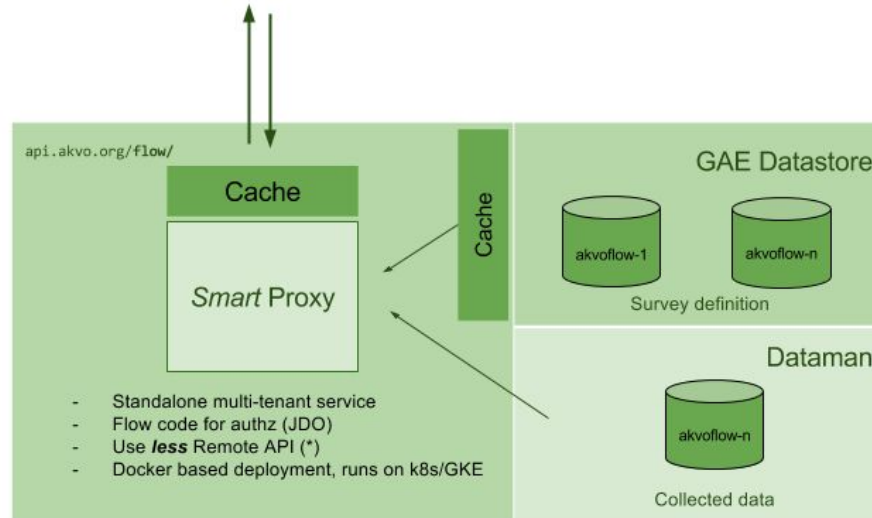 api.akvo.org/flow/
Cache
Smart Proxy
- Standalone multi-tenant service
- Flow code for authz (JDO)
- Use less Remote API (*)
- Docker based deployment, runs on k8s/GKE
Cache
GAE Datastore
akvoflow-1
akvoflow-n
Survey definition
Dataman
akvoflow-n
Collected data